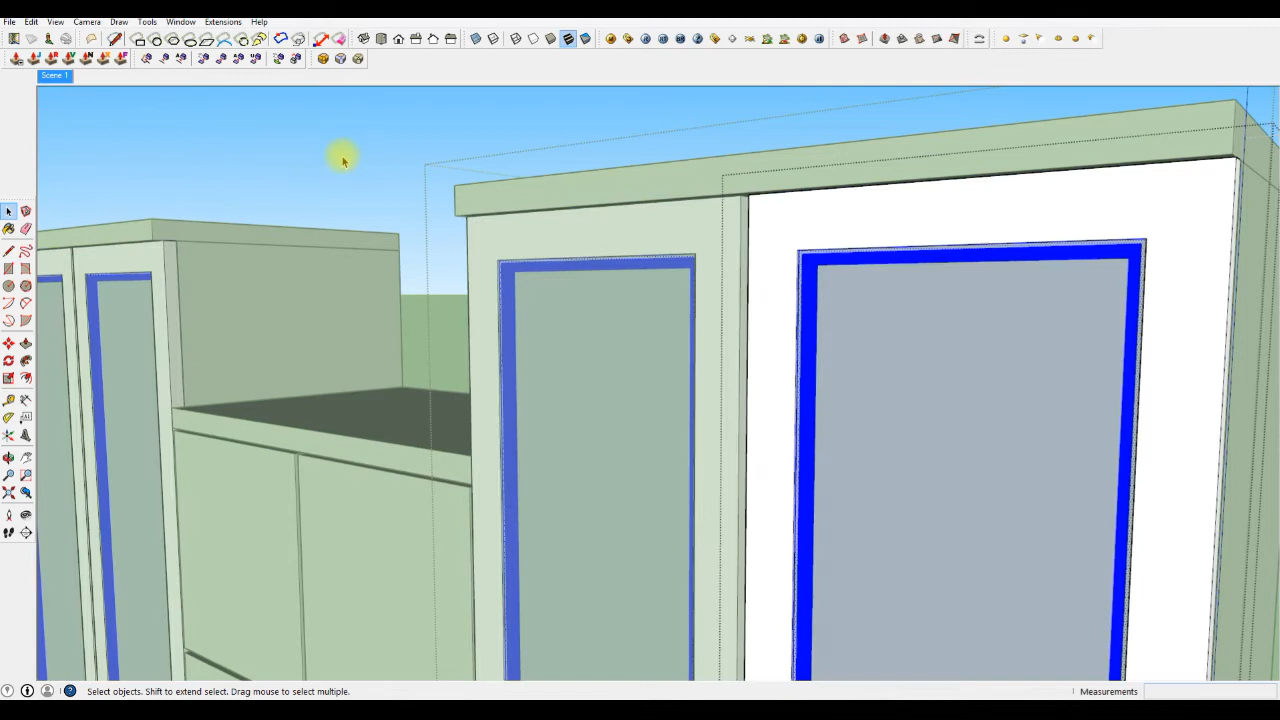 File Edit View Camera Draw Tools Window Extensions Help
Scene 1
Select objects. Shift to extend select. Drag mouse to select multiple. Measurements